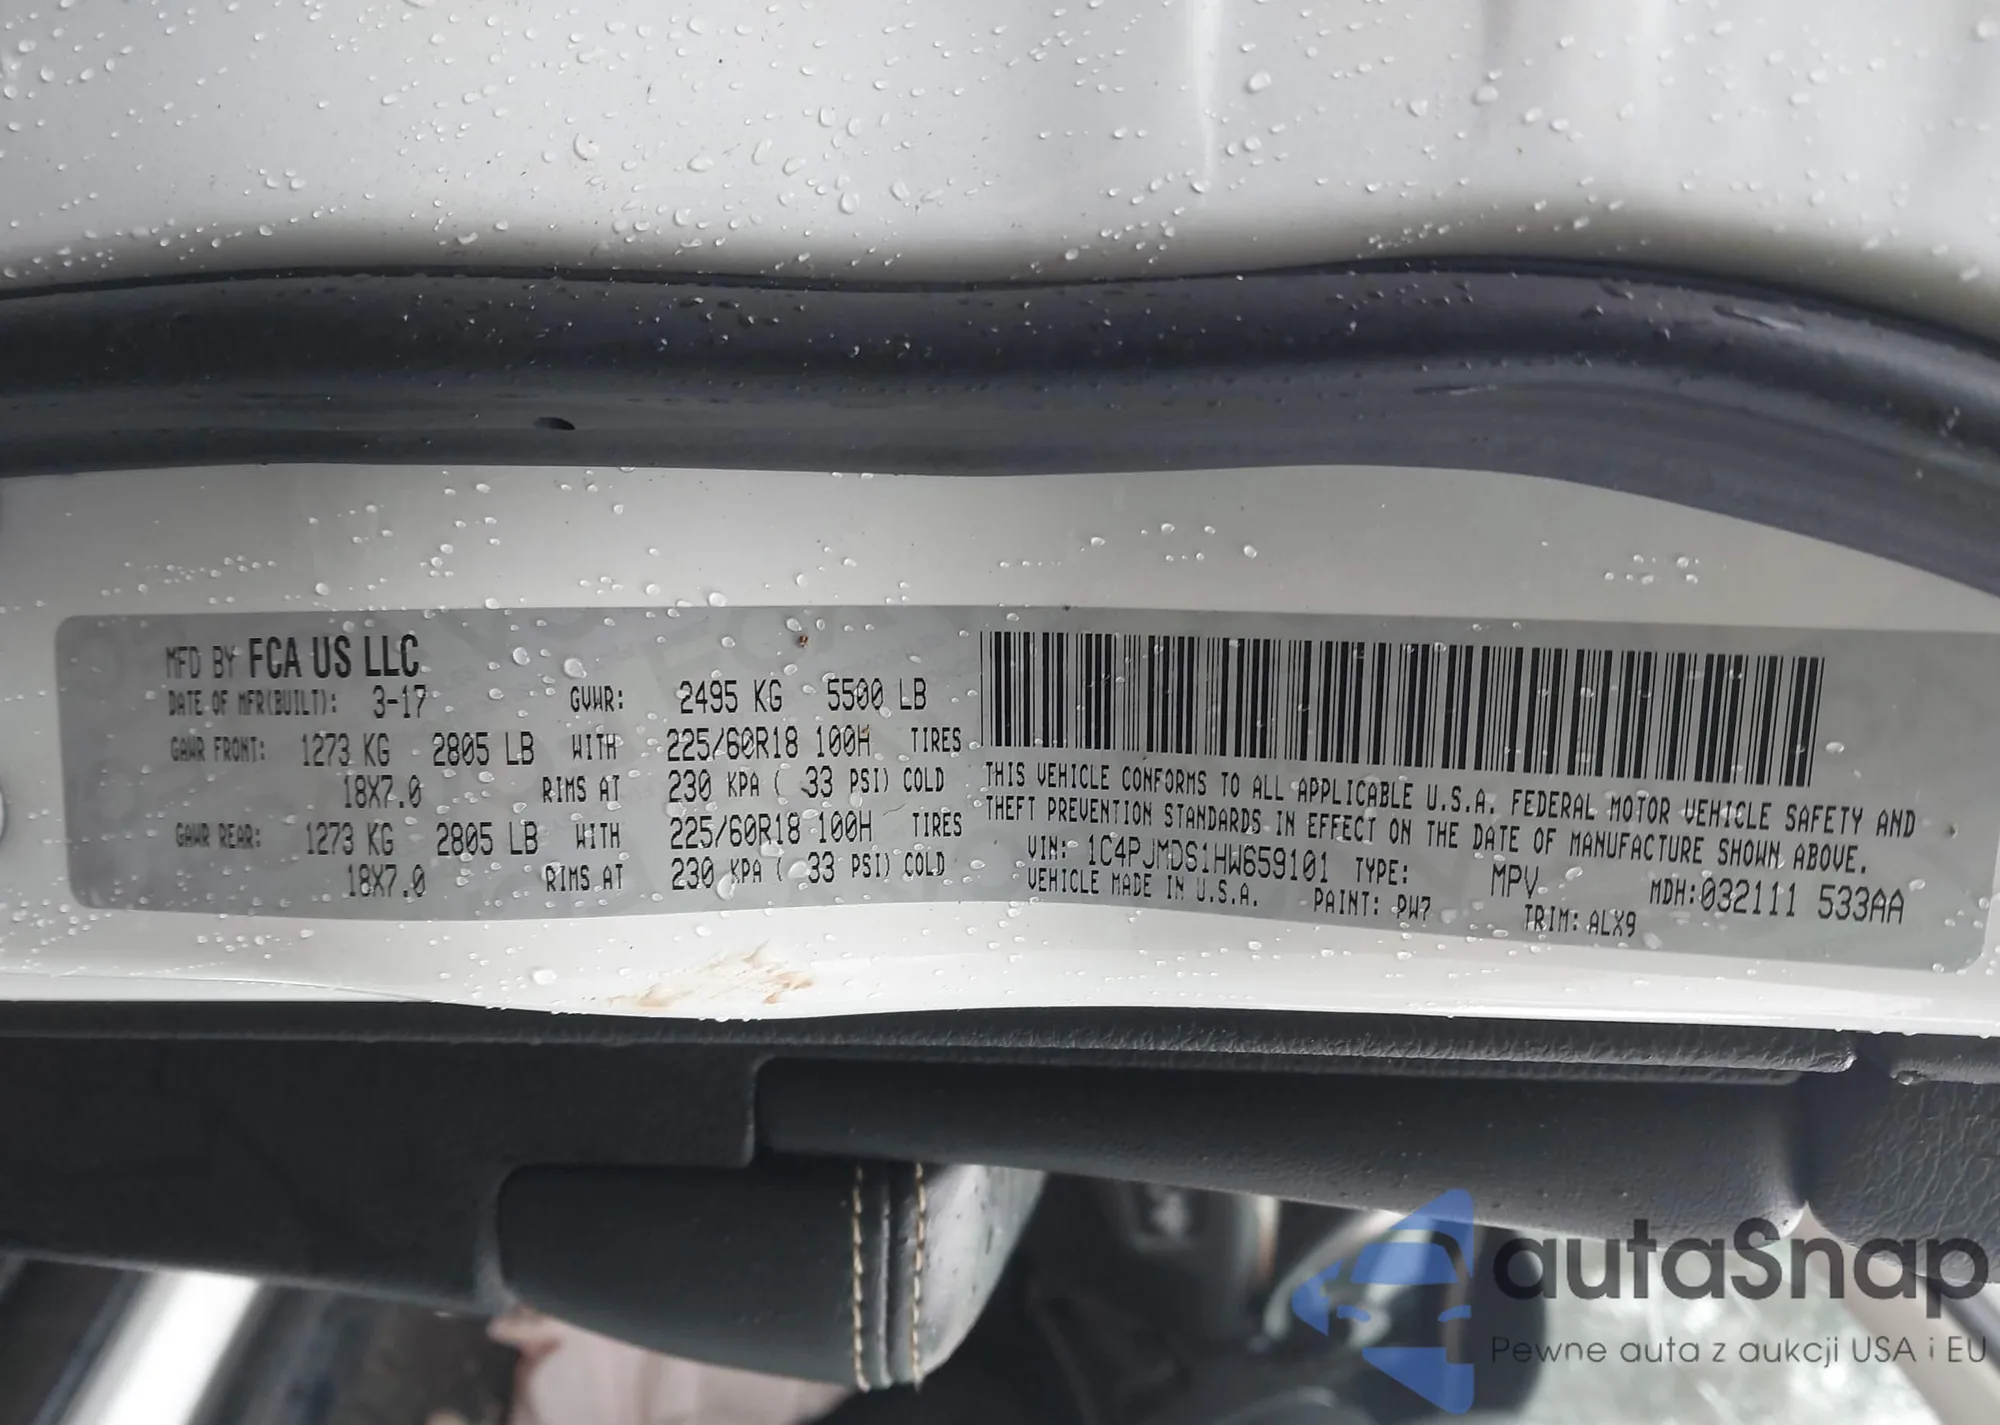 MFD BY FCA US LLC
DATE OF MFR(BUILT): 3-17 GVWR: 2495 KG 5500 LB
GAWR FRONT: 1273 KG 2805 LB WITH 225/60R18 100H TIRES
18X7.0 RIMS AT 230 KPA ( 33 PSI) COLD
GAWR REAR: 1273 KG 2805 LB WITH 225/60R18 100H TIRES
18X7.0 RIMS AT 230 KPA ( 33 PSI) COLD
THIS VEHICLE CONFORMS TO ALL APPLICABLE U.S.A. FEDERAL MOTOR VEHICLE SAFETY AND
THEFT PREVENTION STANDARDS IN EFFECT ON THE DATE OF MANUFACTURE SHOWN ABOVE.
VIN: 1C4PJMDS1HW659101 TYPE: MPV MDH:032111 533AA
VEHICLE MADE IN U.S.A. PAINT: PW7 TRIM: ALX9
autaSnap
Pewne auta z aukcji USA i EU